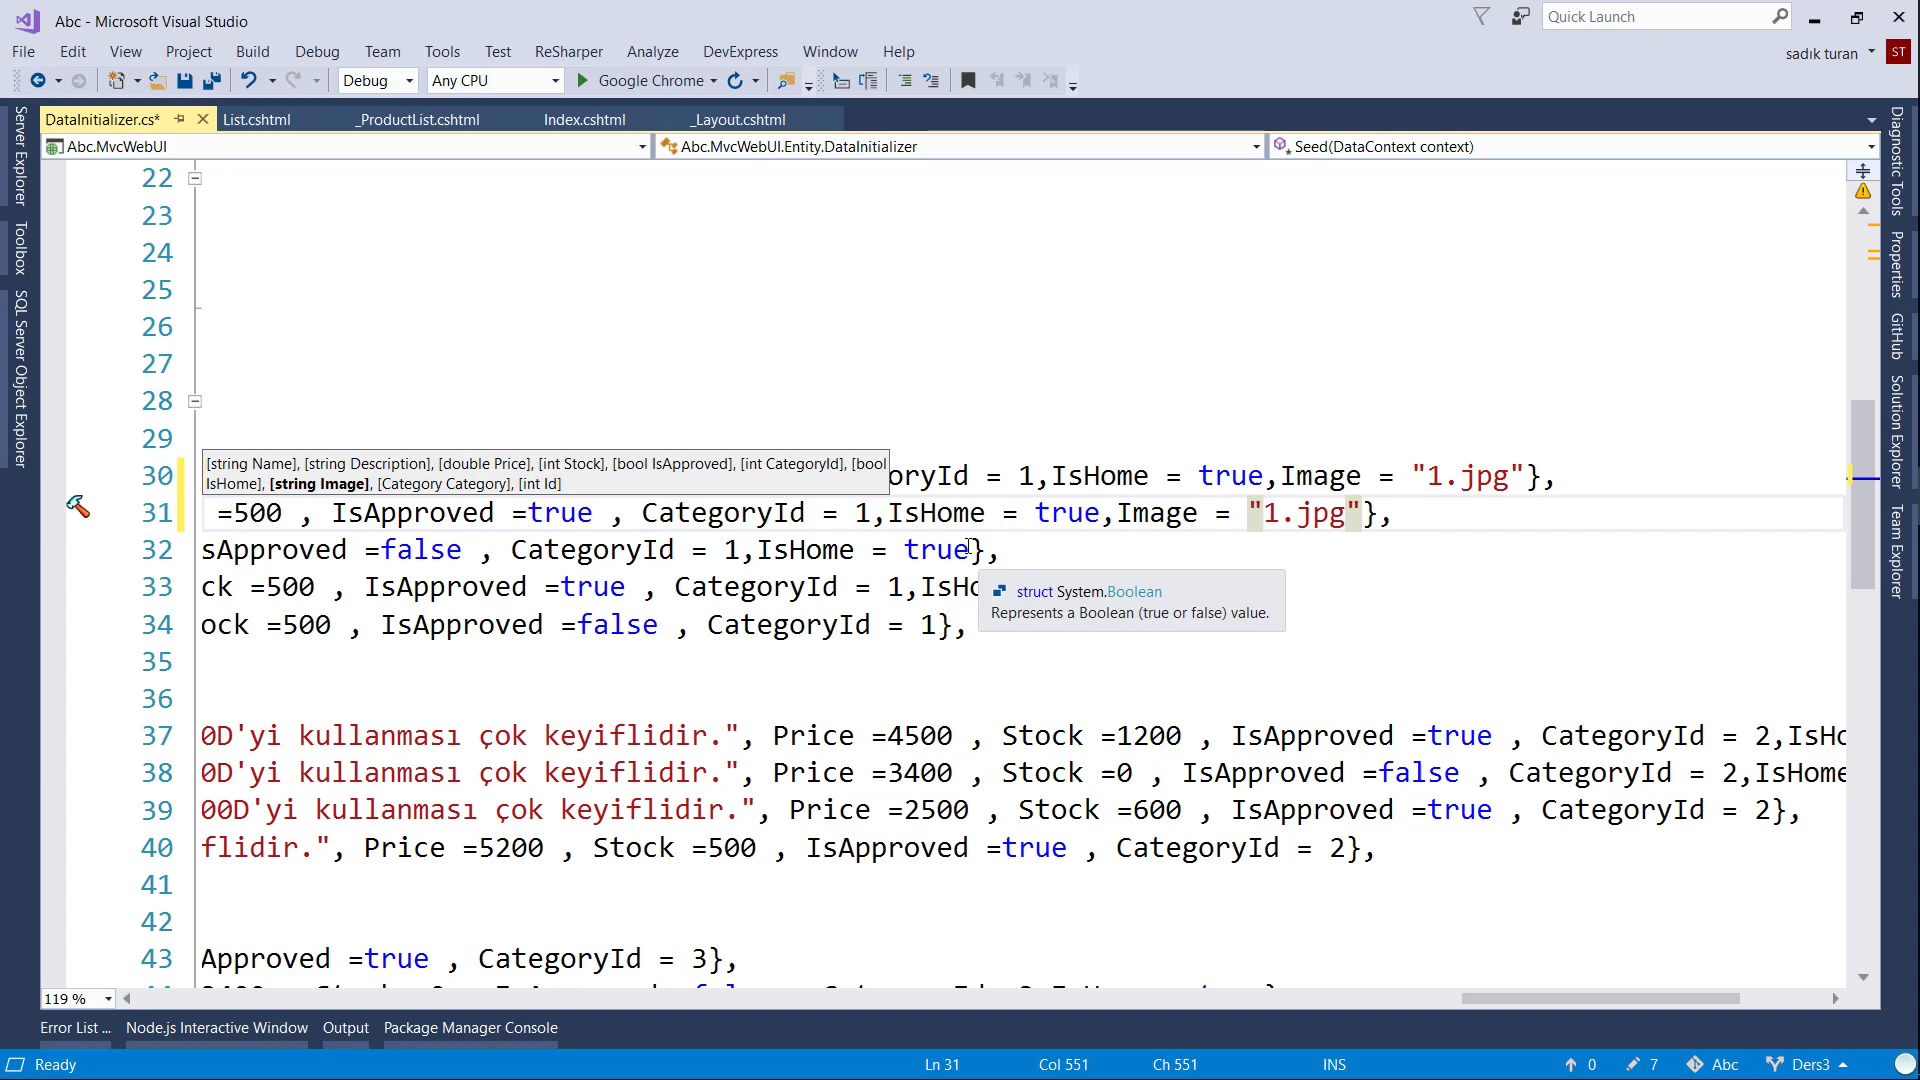 Abc - Microsoft Visual Studio
Quick Launch
File Edit View Project Build Debug Team Tools Test ReSharper Analyze DevExpress Window Help
sadık turan ST
Debug Any CPU Google Chrome
DataInitializer.cs* List.cshtml _ProductList.cshtml Index.cshtml _Layout.cshtml
Abc.MvcWebUI Abc.MvcWebUI.Entity.DataInitializer Seed(DataContext context)
Server Explorer
Toolbox
SQL Server Object Explorer
Diagnostic Tools
Properties
GitHub
Solution Explorer
Team Explorer
22
23
24
25
26
27
28
29
[string Name], [string Description], [double Price], [int Stock], [bool IsApproved], [int CategoryId], [bool
IsHome], [string Image], [Category Category], [int Id]
30 oryId = 1,IsHome = true,Image = "1.jpg"},
31 =500 , IsApproved =true , CategoryId = 1,IsHome = true,Image = "1.jpg"},
32 sApproved =false , CategoryId = 1,IsHome = true},
33 ck =500 , IsApproved =true , CategoryId = 1,IsHo
struct System.Boolean
Represents a Boolean (true or false) value.
34 ock =500 , IsApproved =false , CategoryId = 1},
35
36
37 0D'yi kullanması çok keyiflidir.", Price =4500 , Stock =1200 , IsApproved =true , CategoryId = 2,IsHo
38 0D'yi kullanması çok keyiflidir.", Price =3400 , Stock =0 , IsApproved =false , CategoryId = 2,IsHome
39 00D'yi kullanması çok keyiflidir.", Price =2500 , Stock =600 , IsApproved =true , CategoryId = 2},
40 flidir.", Price =5200 , Stock =500 , IsApproved =true , CategoryId = 2},
41
42
43 Approved =true , CategoryId = 3},
119 %
Error List ... Node.js Interactive Window Output Package Manager Console
Ready Ln 31 Col 551 Ch 551 INS 0 7 Abc Ders3